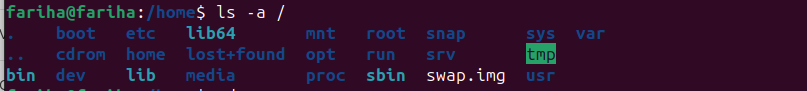 fariha@fariha:/home$ ls -a /
.   boot   etc   lib64       mnt   root  snap      sys  var
..  cdrom  home  lost+found  opt   run   srv       tmp
bin  dev    lib   media       proc  sbin  swap.img  usr